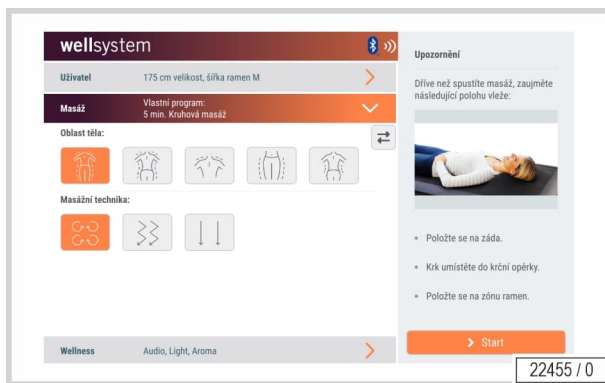 wellsystem
Uživatel 175 cm velikost, šířka ramen M
Masáž Vlastní program:
5 min. Kruhová masáž
Oblast těla:
Masážní technika:
Wellness Audio, Light, Aroma
Upozornění
Dříve než spustíte masáž, zaujměte
následující polohu vleže:
Položte se na záda.
Krk umístěte do krční opěrky.
Položte se na zónu ramen.
Start
22455 / 0